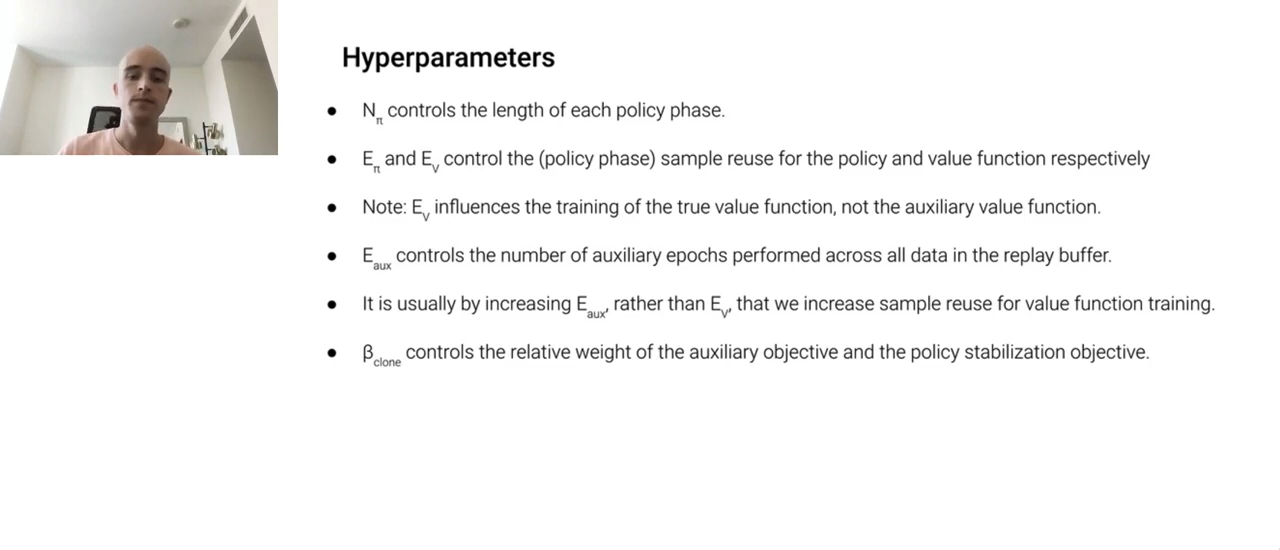 Hyperparameters
● Nπ controls the length of each policy phase.
● Eπ and EV control the (policy phase) sample reuse for the policy and value function respectively
● Note: EV influences the training of the true value function, not the auxiliary value function.
● Eaux controls the number of auxiliary epochs performed across all data in the replay buffer.
● It is usually by increasing Eaux, rather than EV, that we increase sample reuse for value function training.
● βclone controls the relative weight of the auxiliary objective and the policy stabilization objective.